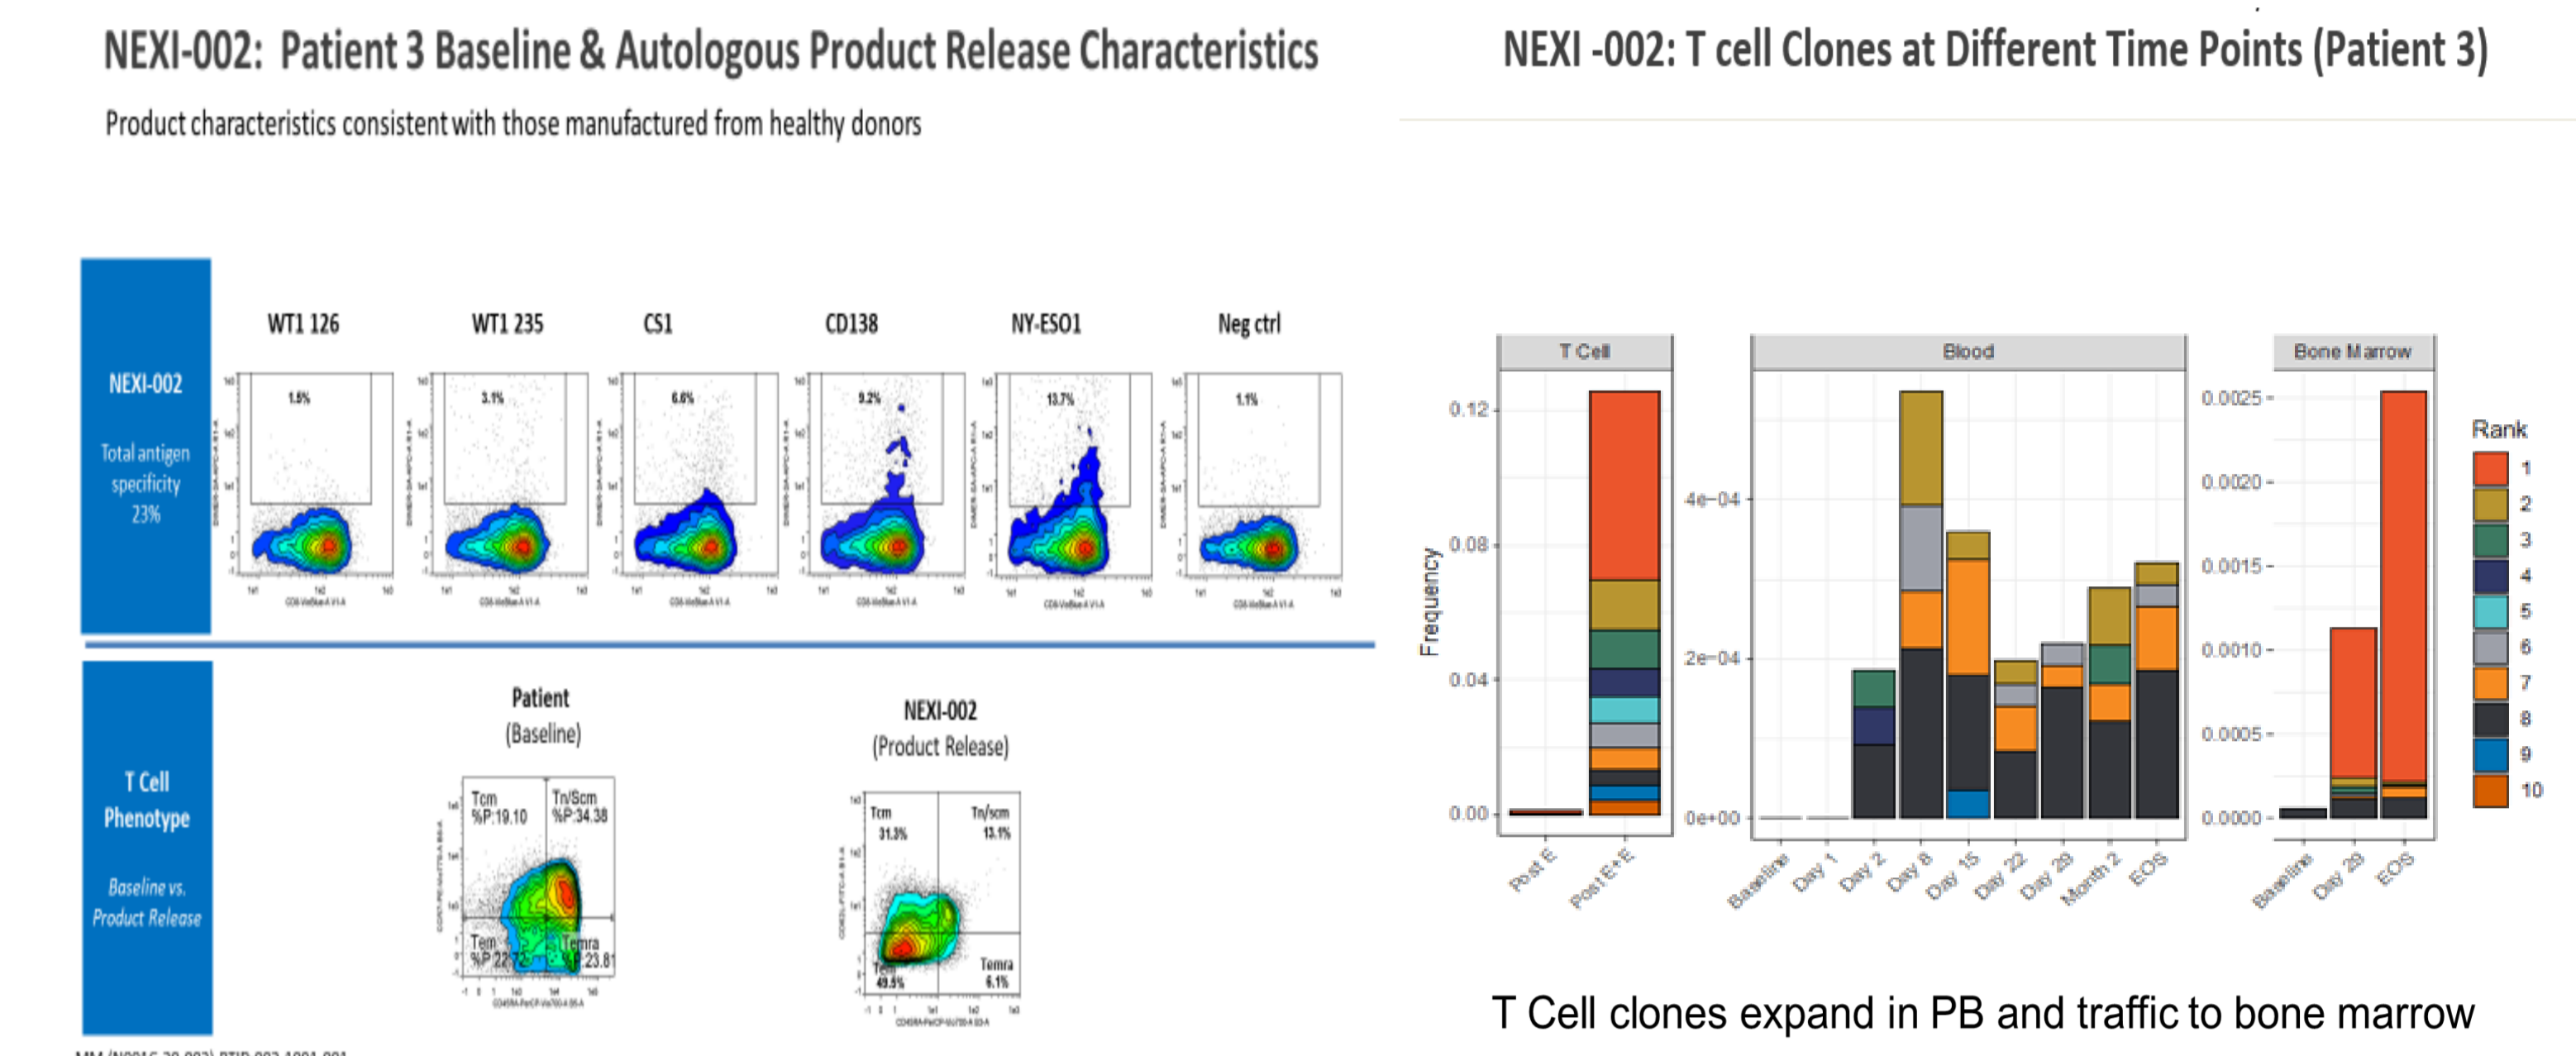 NEXI-002: Patient 3 Baseline & Autologous Product Release Characteristics
Product characteristics consistent with those manufactured from healthy donors
NEXI-002
Total antigen
specificity
23%
WT1 126
WT1 235
CS1
CD138
NY-ESO1
Neg ctrl
1.5%
3.1%
6.6%
9.2%
13.7%
1.1%
T Cell
Phenotype
Baseline vs.
Product Release
Patient
(Baseline)
Tcm
%P:19.10
Tn/Scm
%P:34.38
Tem
Temra
NEXI-002
(Product Release)
Tcm
31.3%
Tn/scm
13.1%
Tem
49.5%
Temra
6.1%
NEXI -002: T cell Clones at Different Time Points (Patient 3)
Frequency
T Cell
0.12
0.08
0.04
0.00
Post E
Post E+E
Blood
4e-04
2e-04
0e+00
Baseline
Day 1
Day 2
Day 8
Day 15
Day 22
Day 29
Month 2
EOS
Bone Marrow
0.0025
0.0020
0.0015
0.0010
0.0005
0.0000
Baseline
Day 29
EOS
Rank
1
2
3
4
5
6
7
8
9
10
T Cell clones expand in PB and traffic to bone marrow